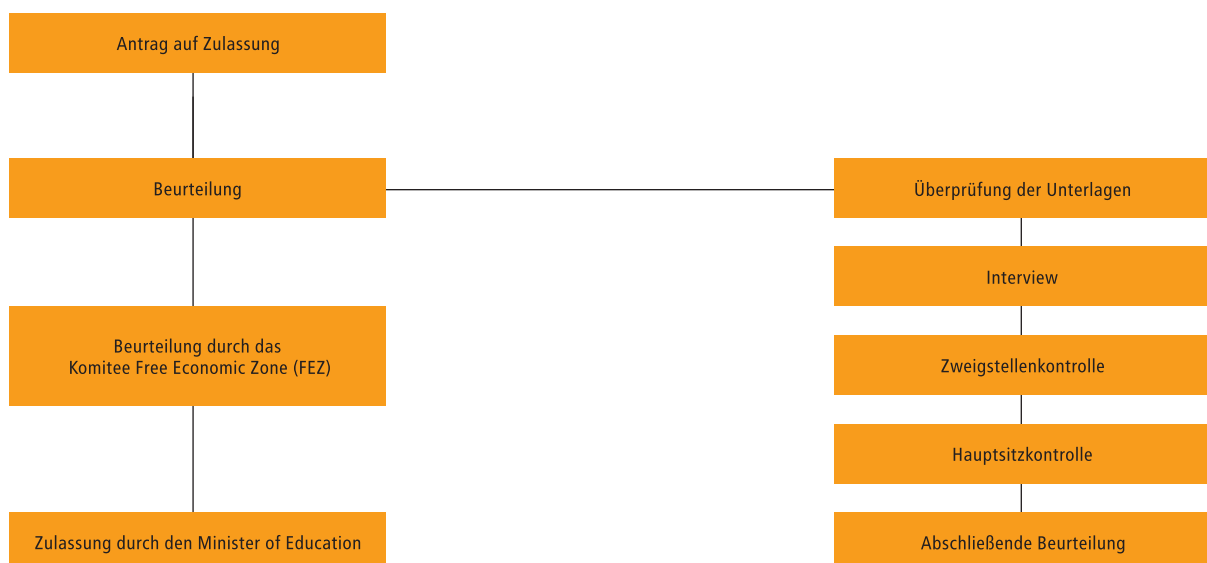 Antrag auf Zulassung
Beurteilung
Beurteilung durch das
Komitee Free Economic Zone (FEZ)
Zulassung durch den Minister of Education
Überprüfung der Unterlagen
Interview
Zweigstellenkontrolle
Hauptsitzkontrolle
Abschließende Beurteilung